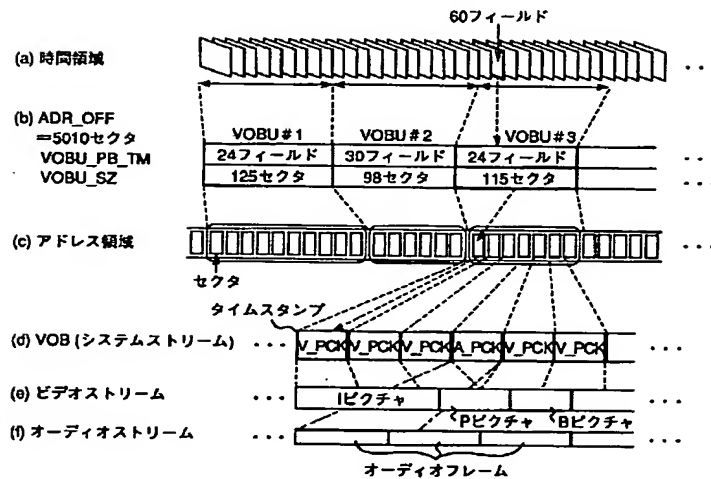 60フィールド
(a) 時間領域
(b) ADR_OFF
=5010セクタ
VOBU_PB_TM
VOBU_SZ
VOBU#1 VOBU#2 VOBU#3
24フィールド 30フィールド 24フィールド
125セクタ 98セクタ 115セクタ
(c) アドレス領域
セクタ
タイムスタンプ
(d) VOB (システムストリーム)
V_PCK V_PCK V_PCK A_PCK V_PCK V_PCK
(e) ビデオストリーム
Iピクチャ
Pピクチャ Bピクチャ
(f) オーディオストリーム
オーディオフレーム